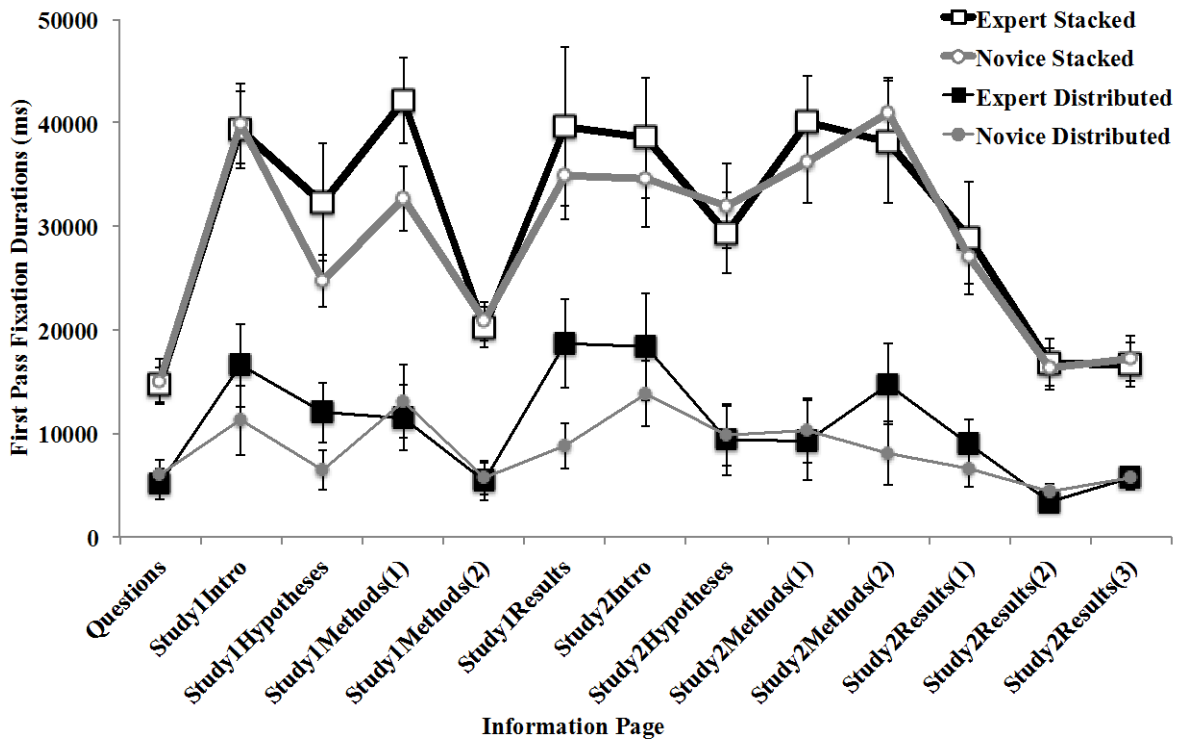 50000
40000
30000
20000
10000
0
First Pass Fixation Durations (ms)
Expert Stacked
Novice Stacked
Expert Distributed
Novice Distributed
Questions
Study1Intro
Study1Hypotheses
Study1Methods(1)
Study1Methods(2)
Study1Results
Study2Intro
Study2Hypotheses
Study2Methods(1)
Study2Methods(2)
Study2Results(1)
Study2Results(2)
Study2Results(3)
Information Page